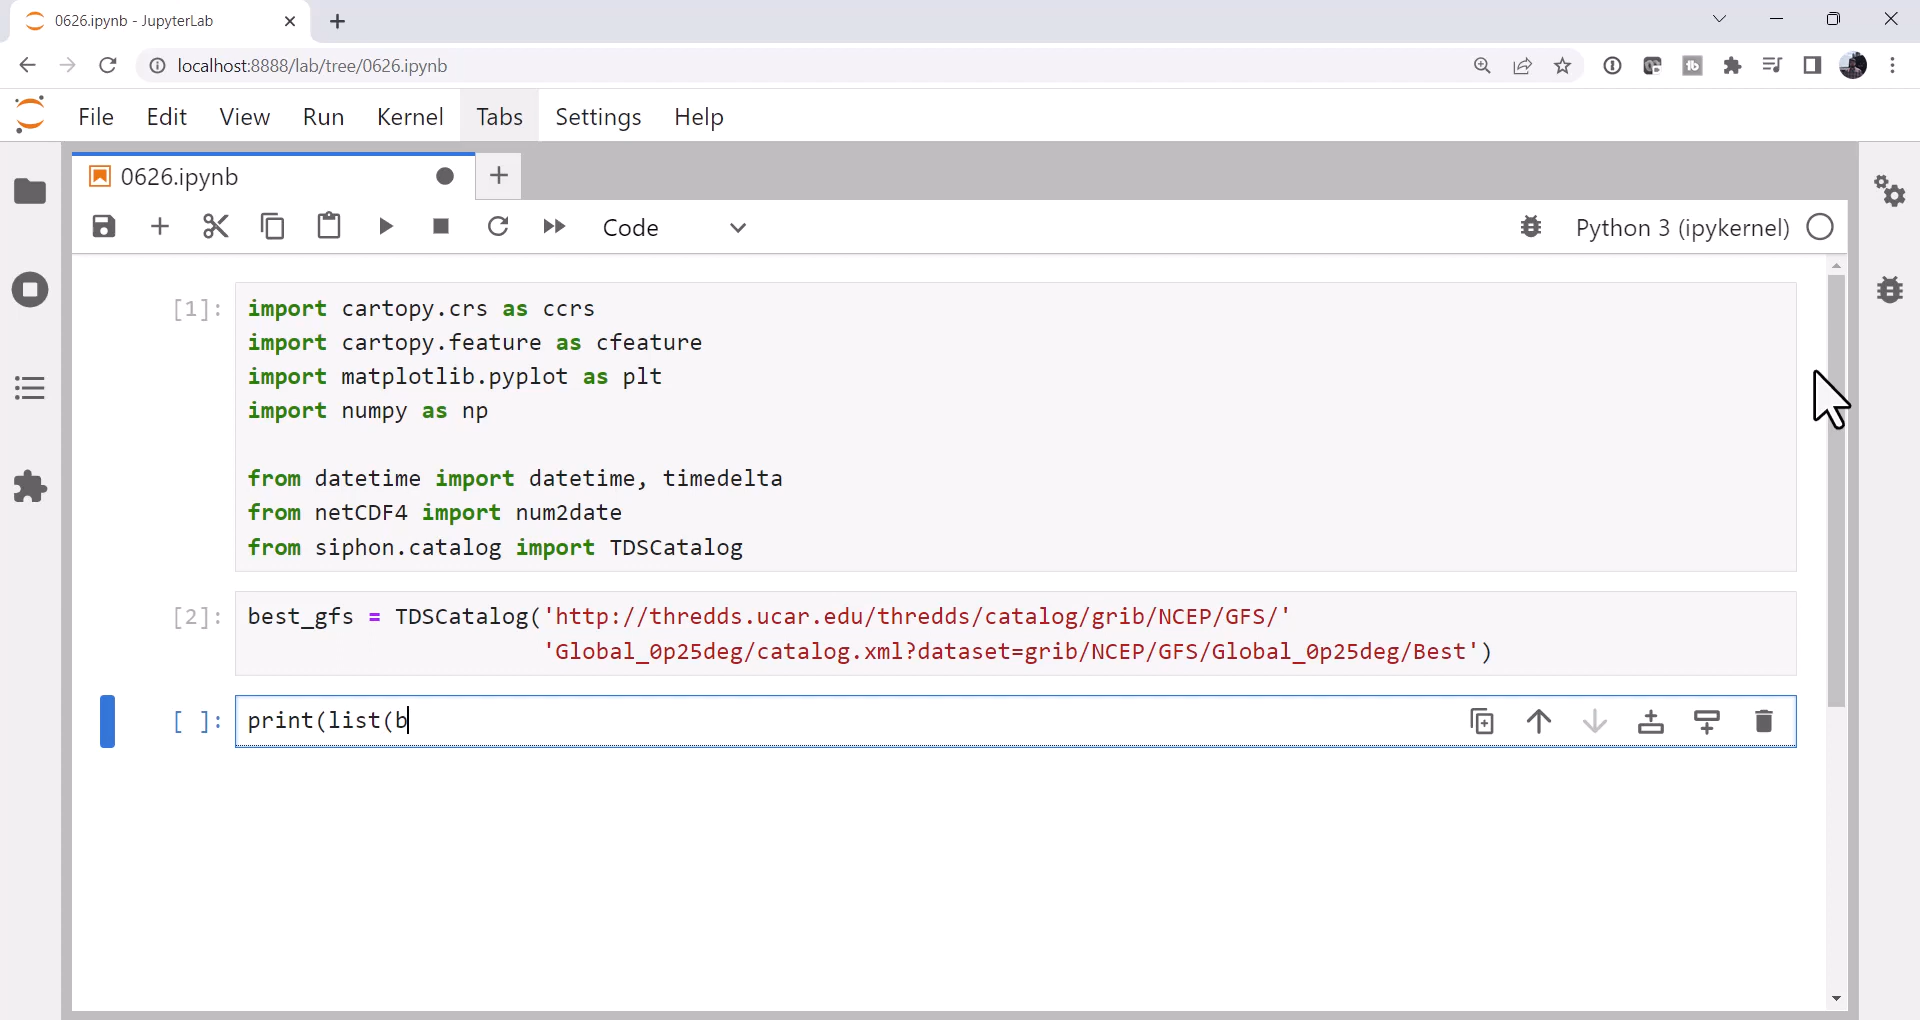 0626.ipynb - JupyterLab
localhost:8888/lab/tree/0626.ipynb
File Edit View Run Kernel Tabs Settings Help
0626.ipynb
Code
Python 3 (ipykernel)
[1]:
import cartopy.crs as ccrs
import cartopy.feature as cfeature
import matplotlib.pyplot as plt
import numpy as np
from datetime import datetime, timedelta
from netCDF4 import num2date
from siphon.catalog import TDSCatalog
[2]:
best_gfs = TDSCatalog('http://thredds.ucar.edu/thredds/catalog/grib/NCEP/GFS/'
'Global_0p25deg/catalog.xml?dataset=grib/NCEP/GFS/Global_0p25deg/Best')
[ ]:
print(list(b